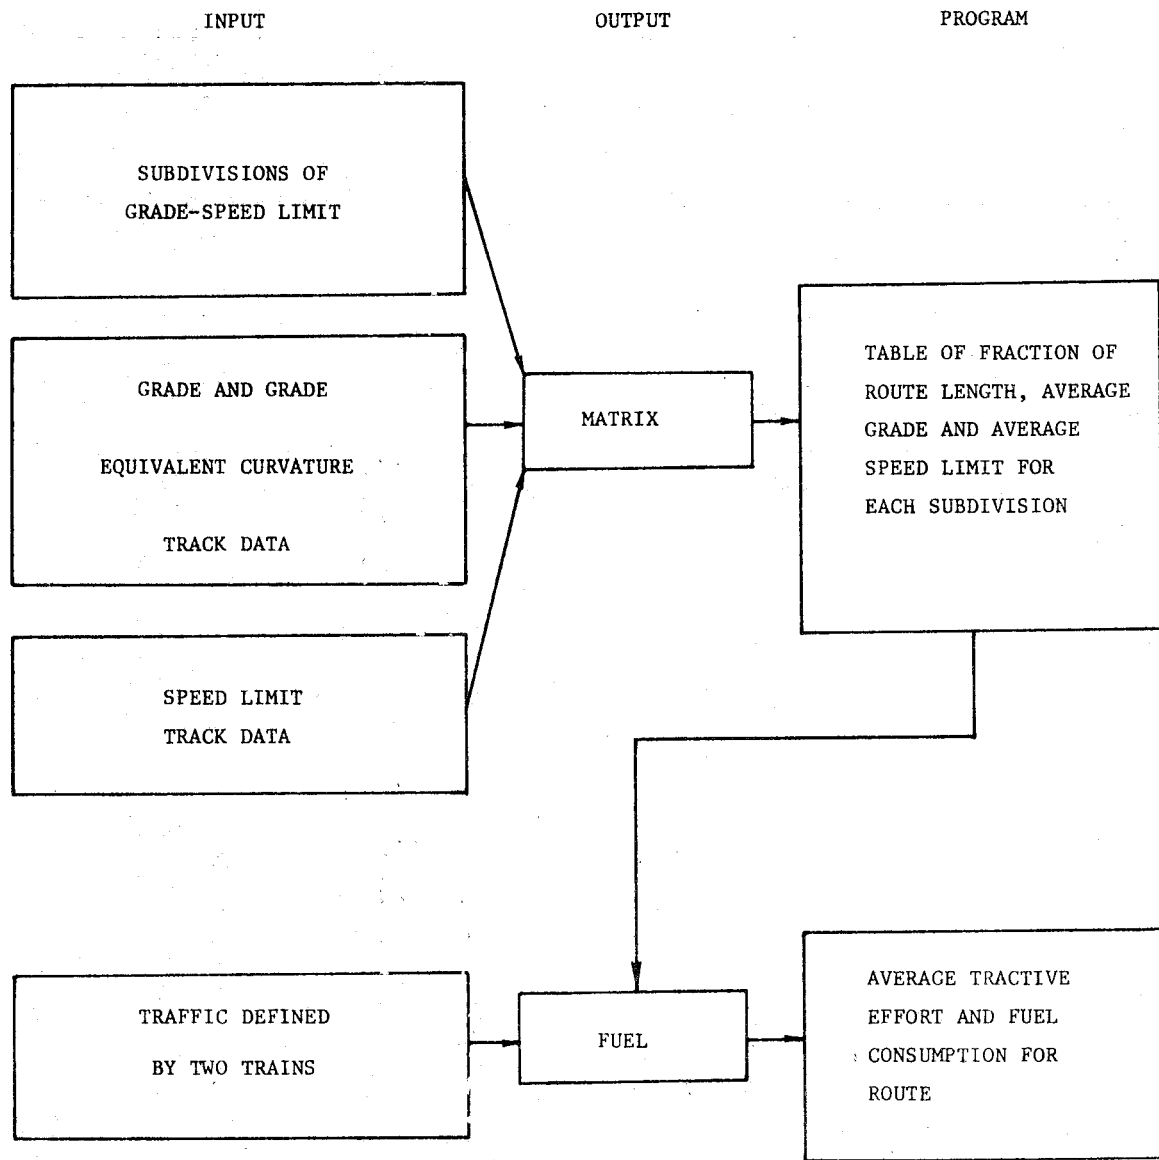 INPUT
OUTPUT
PROGRAM
SUBDIVISIONS OF
GRADE-SPEED LIMIT
GRADE AND GRADE
EQUIVALENT CURVATURE
TRACK DATA
SPEED LIMIT
TRACK DATA
MATRIX
TABLE OF FRACTION OF
ROUTE LENGTH, AVERAGE
GRADE AND AVERAGE
SPEED LIMIT FOR
EACH SUBDIVISION
TRAFFIC DEFINED
BY TWO TRAINS
FUEL
AVERAGE TRACTIVE
EFFORT AND FUEL
CONSUMPTION FOR
ROUTE